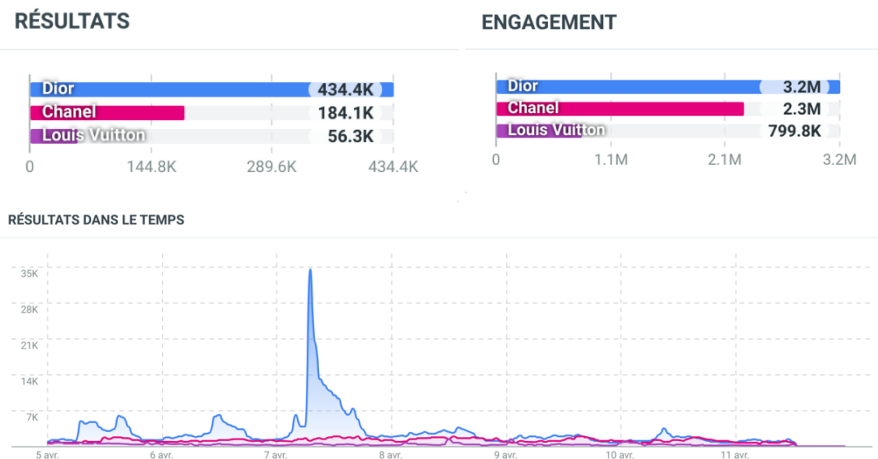 RÉSULTATS
Dior 434.4K
Chanel 184.1K
Louis Vuitton 56.3K
0 144.8K 289.6K 434.4K
ENGAGEMENT
Dior 3.2M
Chanel 2.3M
Louis Vuitton 799.8K
0 1.1M 2.1M 3.2M
RÉSULTATS DANS LE TEMPS
35K
28K
21K
14K
7K
5 avr. 6 avr. 7 avr. 8 avr. 9 avr. 10 avr. 11 avr.